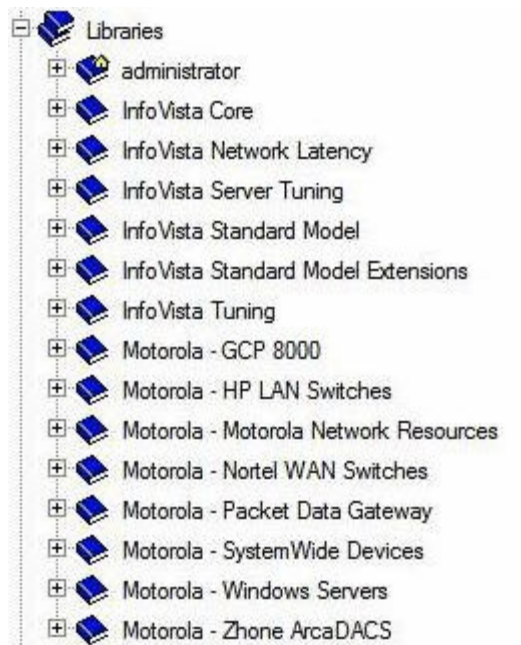 Libraries
administrator
InfoVista Core
InfoVista Network Latency
InfoVista Server Tuning
InfoVista Standard Model
InfoVista Standard Model Extensions
InfoVista Tuning
Motorola - GCP 8000
Motorola - HP LAN Switches
Motorola - Motorola Network Resources
Motorola - Nortel WAN Switches
Motorola - Packet Data Gateway
Motorola - SystemWide Devices
Motorola - Windows Servers
Motorola - Zhone ArcaDACS